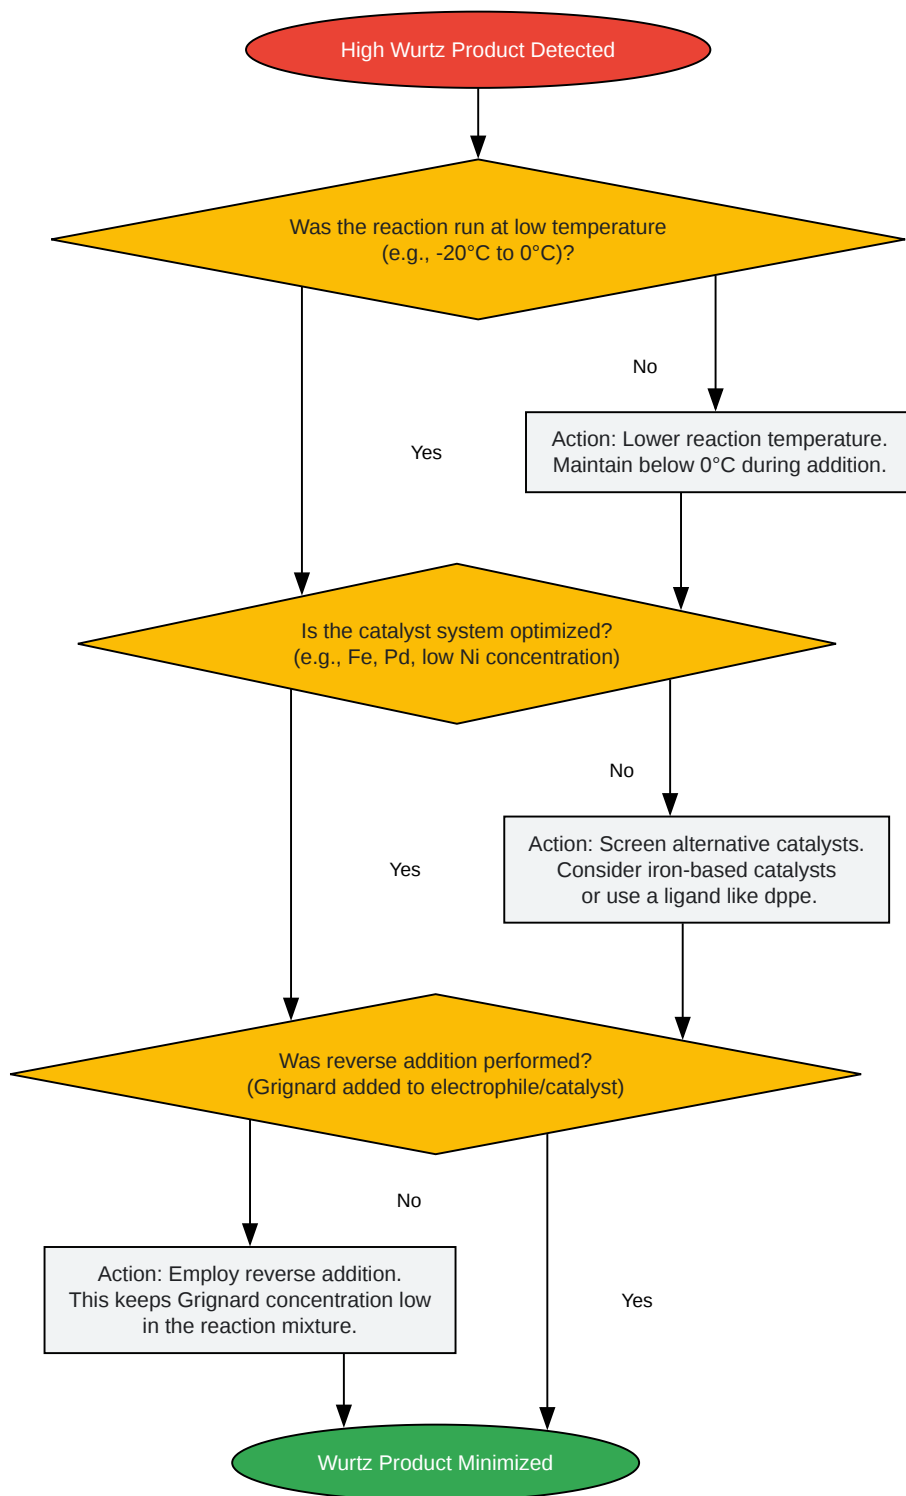 High Wurtz Product Detected
Was the reaction run at low temperature
(e.g., -20°C to 0°C)?
No
Action: Lower reaction temperature.
Maintain below 0°C during addition.
Yes
Is the catalyst system optimized?
(e.g., Fe, Pd, low Ni concentration)
No
Action: Screen alternative catalysts.
Consider iron-based catalysts
or use a ligand like dppe.
Yes
Was reverse addition performed?
(Grignard added to electrophile/catalyst)
No
Action: Employ reverse addition.
This keeps Grignard concentration low
in the reaction mixture.
Yes
Wurtz Product Minimized